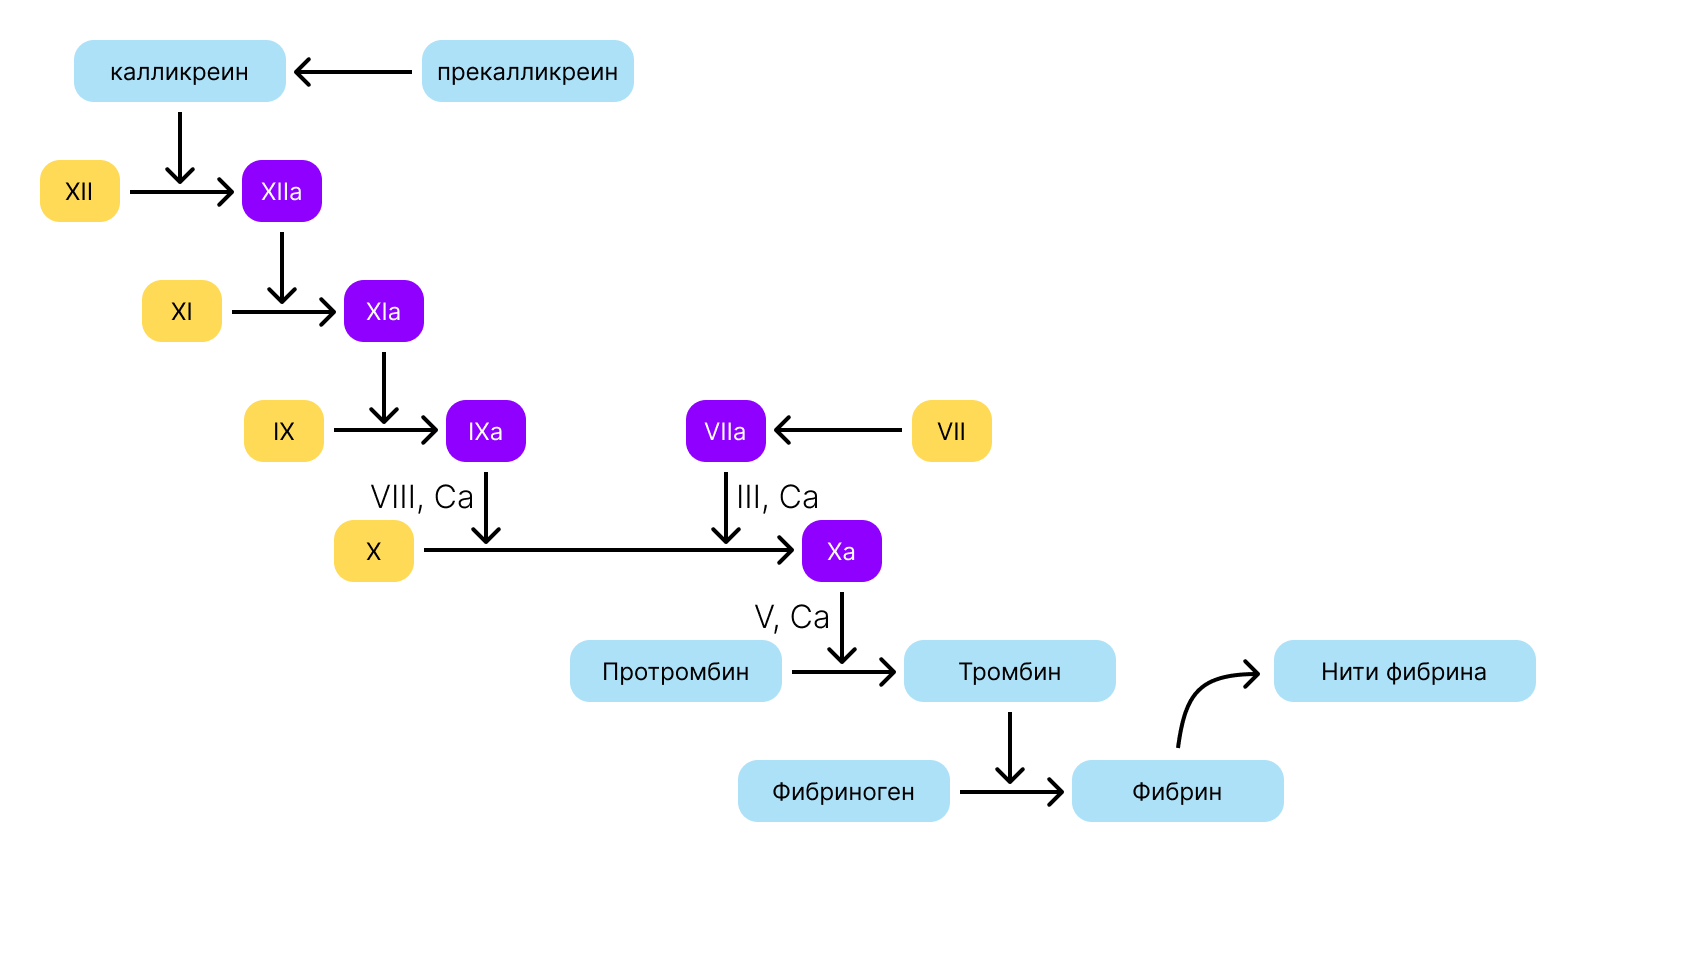 калликреин
прекалликреин
XII
XIIa
XI
XIa
IX
IXa
VIIa
VII
VIII, Ca
III, Ca
X
Xa
V, Ca
Протромбин
Тромбин
Нити фибрина
Фибриноген
Фибрин